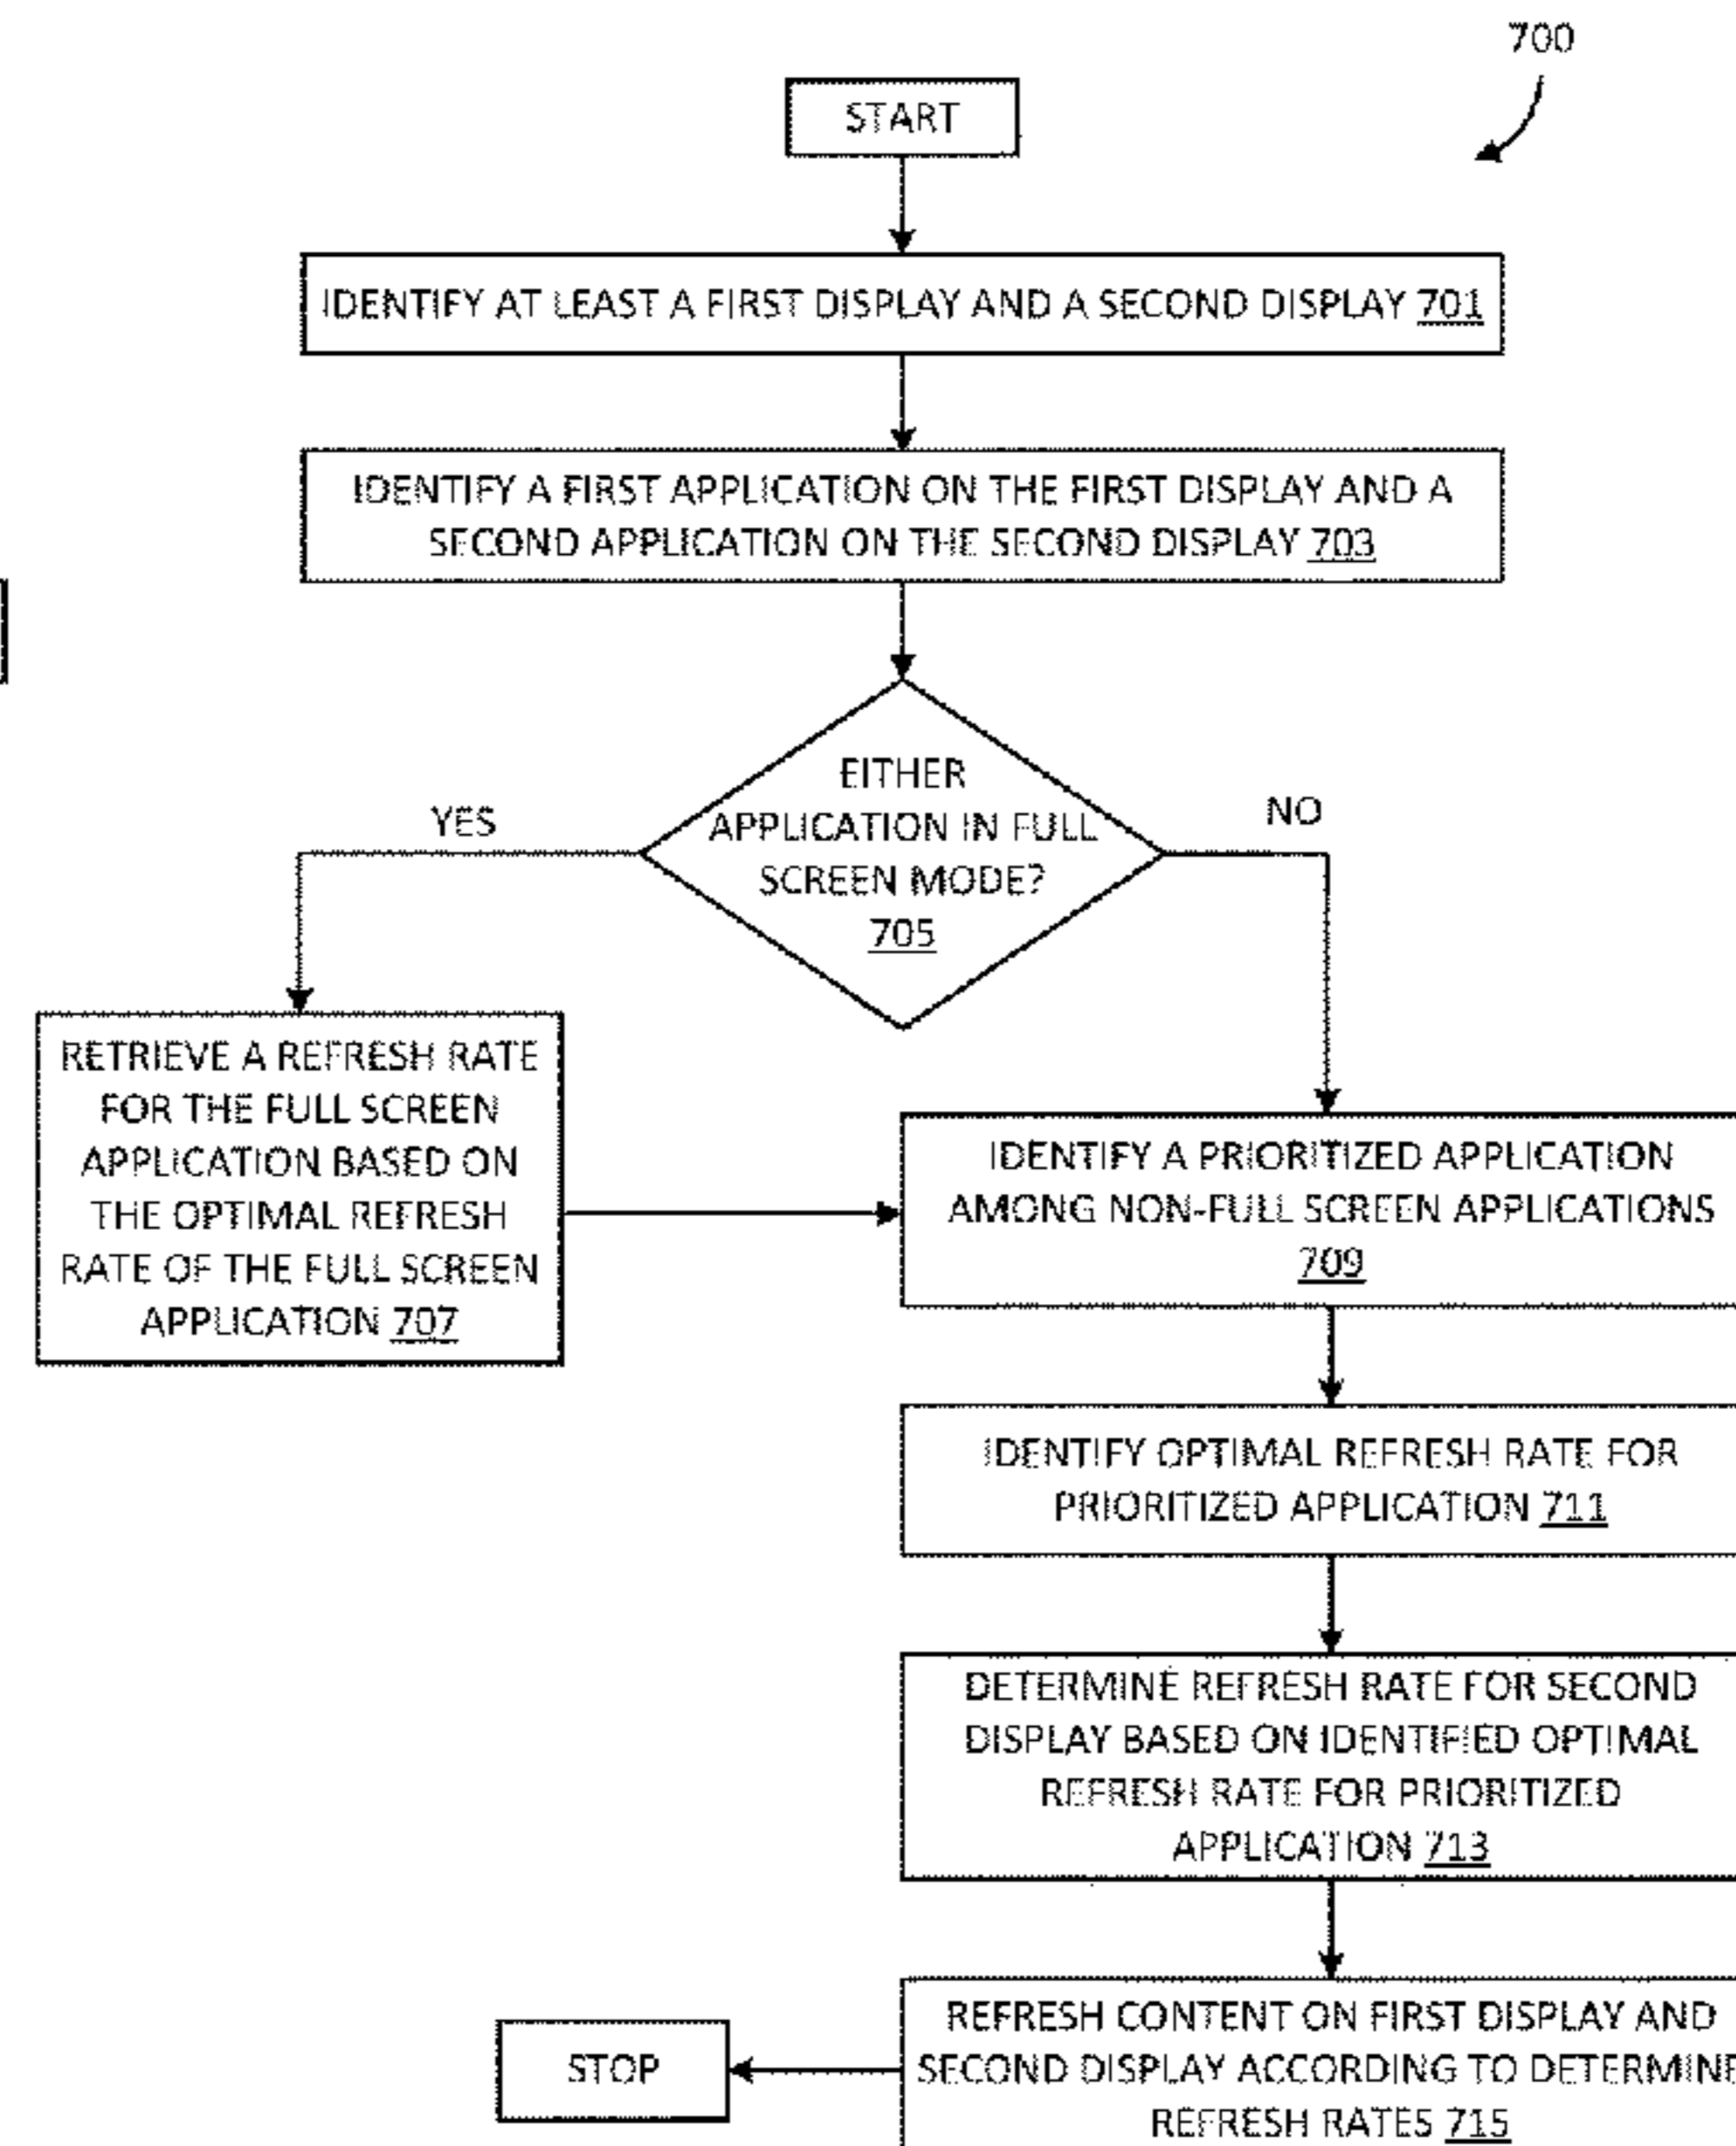 700
START
IDENTIFY AT LEAST A FIRST DISPLAY AND A SECOND DISPLAY 701
IDENTIFY A FIRST APPLICATION ON THE FIRST DISPLAY AND A
SECOND APPLICATION ON THE SECOND DISPLAY 703
EITHER
APPLICATION IN FULL
SCREEN MODE?
705
YES
NO
RETRIEVE A REFRESH RATE
FOR THE FULL SCREEN
APPLICATION BASED ON
THE OPTIMAL REFRESH
RATE OF THE FULL SCREEN
APPLICATION 707
IDENTIFY A PRIORITIZED APPLICATION
AMONG NON-FULL SCREEN APPLICATIONS
709
IDENTIFY OPTIMAL REFRESH RATE FOR
PRIORITIZED APPLICATION 711
DETERMINE REFRESH RATE FOR SECOND
DISPLAY BASED ON IDENTIFIED OPTIMAL
REFRESH RATE FOR PRIORITIZED
APPLICATION 713
REFRESH CONTENT ON FIRST DISPLAY AND
SECOND DISPLAY ACCORDING TO DETERMINE
REFRESH RATES 715
STOP